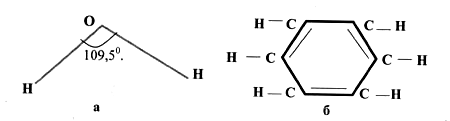 O
109,5⁰.
H
H
а
H — C
C — H
H — C
C — H
H — C
C — H
б